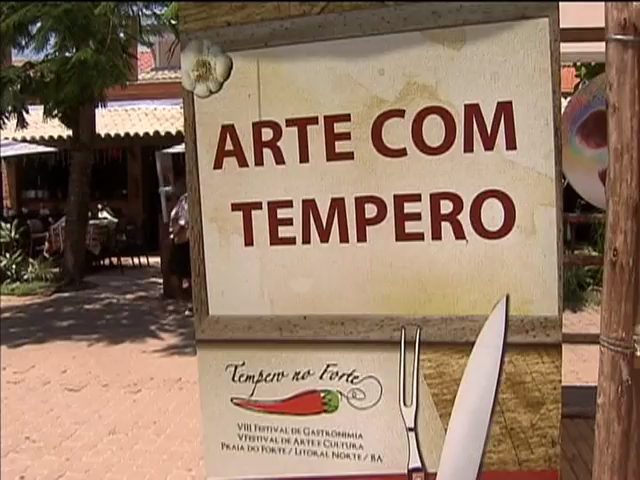 ARTE COM
TEMPERO
Tempero no Forte
VIII FESTIVAL DE GASTRONIMIA
V FESTIVAL DE ARTE E CULTURA
PRAIA DO FORTE / LITORAL NORTE / BA